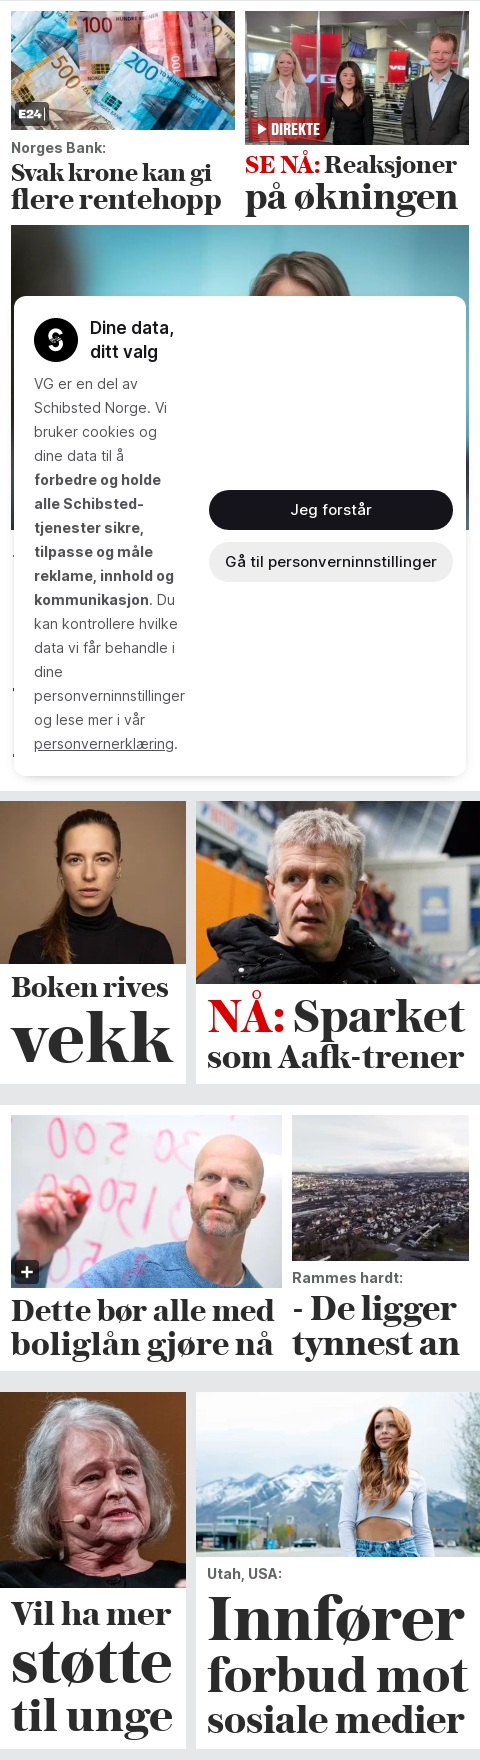 E24
Norges Bank:
Svak krone kan gi
flere rentehopp
VG
DIREKTE
SE NÅ: Reaksjoner
på økningen
Dine data,
ditt valg
VG er en del av
Schibsted Norge. Vi
bruker cookies og
dine data til å
forbedre og holde
alle Schibsted-
tjenester sikre,
tilpasse og måle
reklame, innhold og
kommunikasjon. Du
kan kontrollere hvilke
data vi får behandle i
dine
personverninnstillinger
og lese mer i vår
personvernerklæring.
Jeg forstår
Gå til personverninnstillinger
Boken rives
vekk
NÅ: Sparket
som Aafk-trener
Dette bør alle med
boliglån gjøre nå
Rammes hardt:
- De ligger
tynnest an
Vil ha mer
støtte
til unge
Utah, USA:
Innfører
forbud mot
sosiale medier